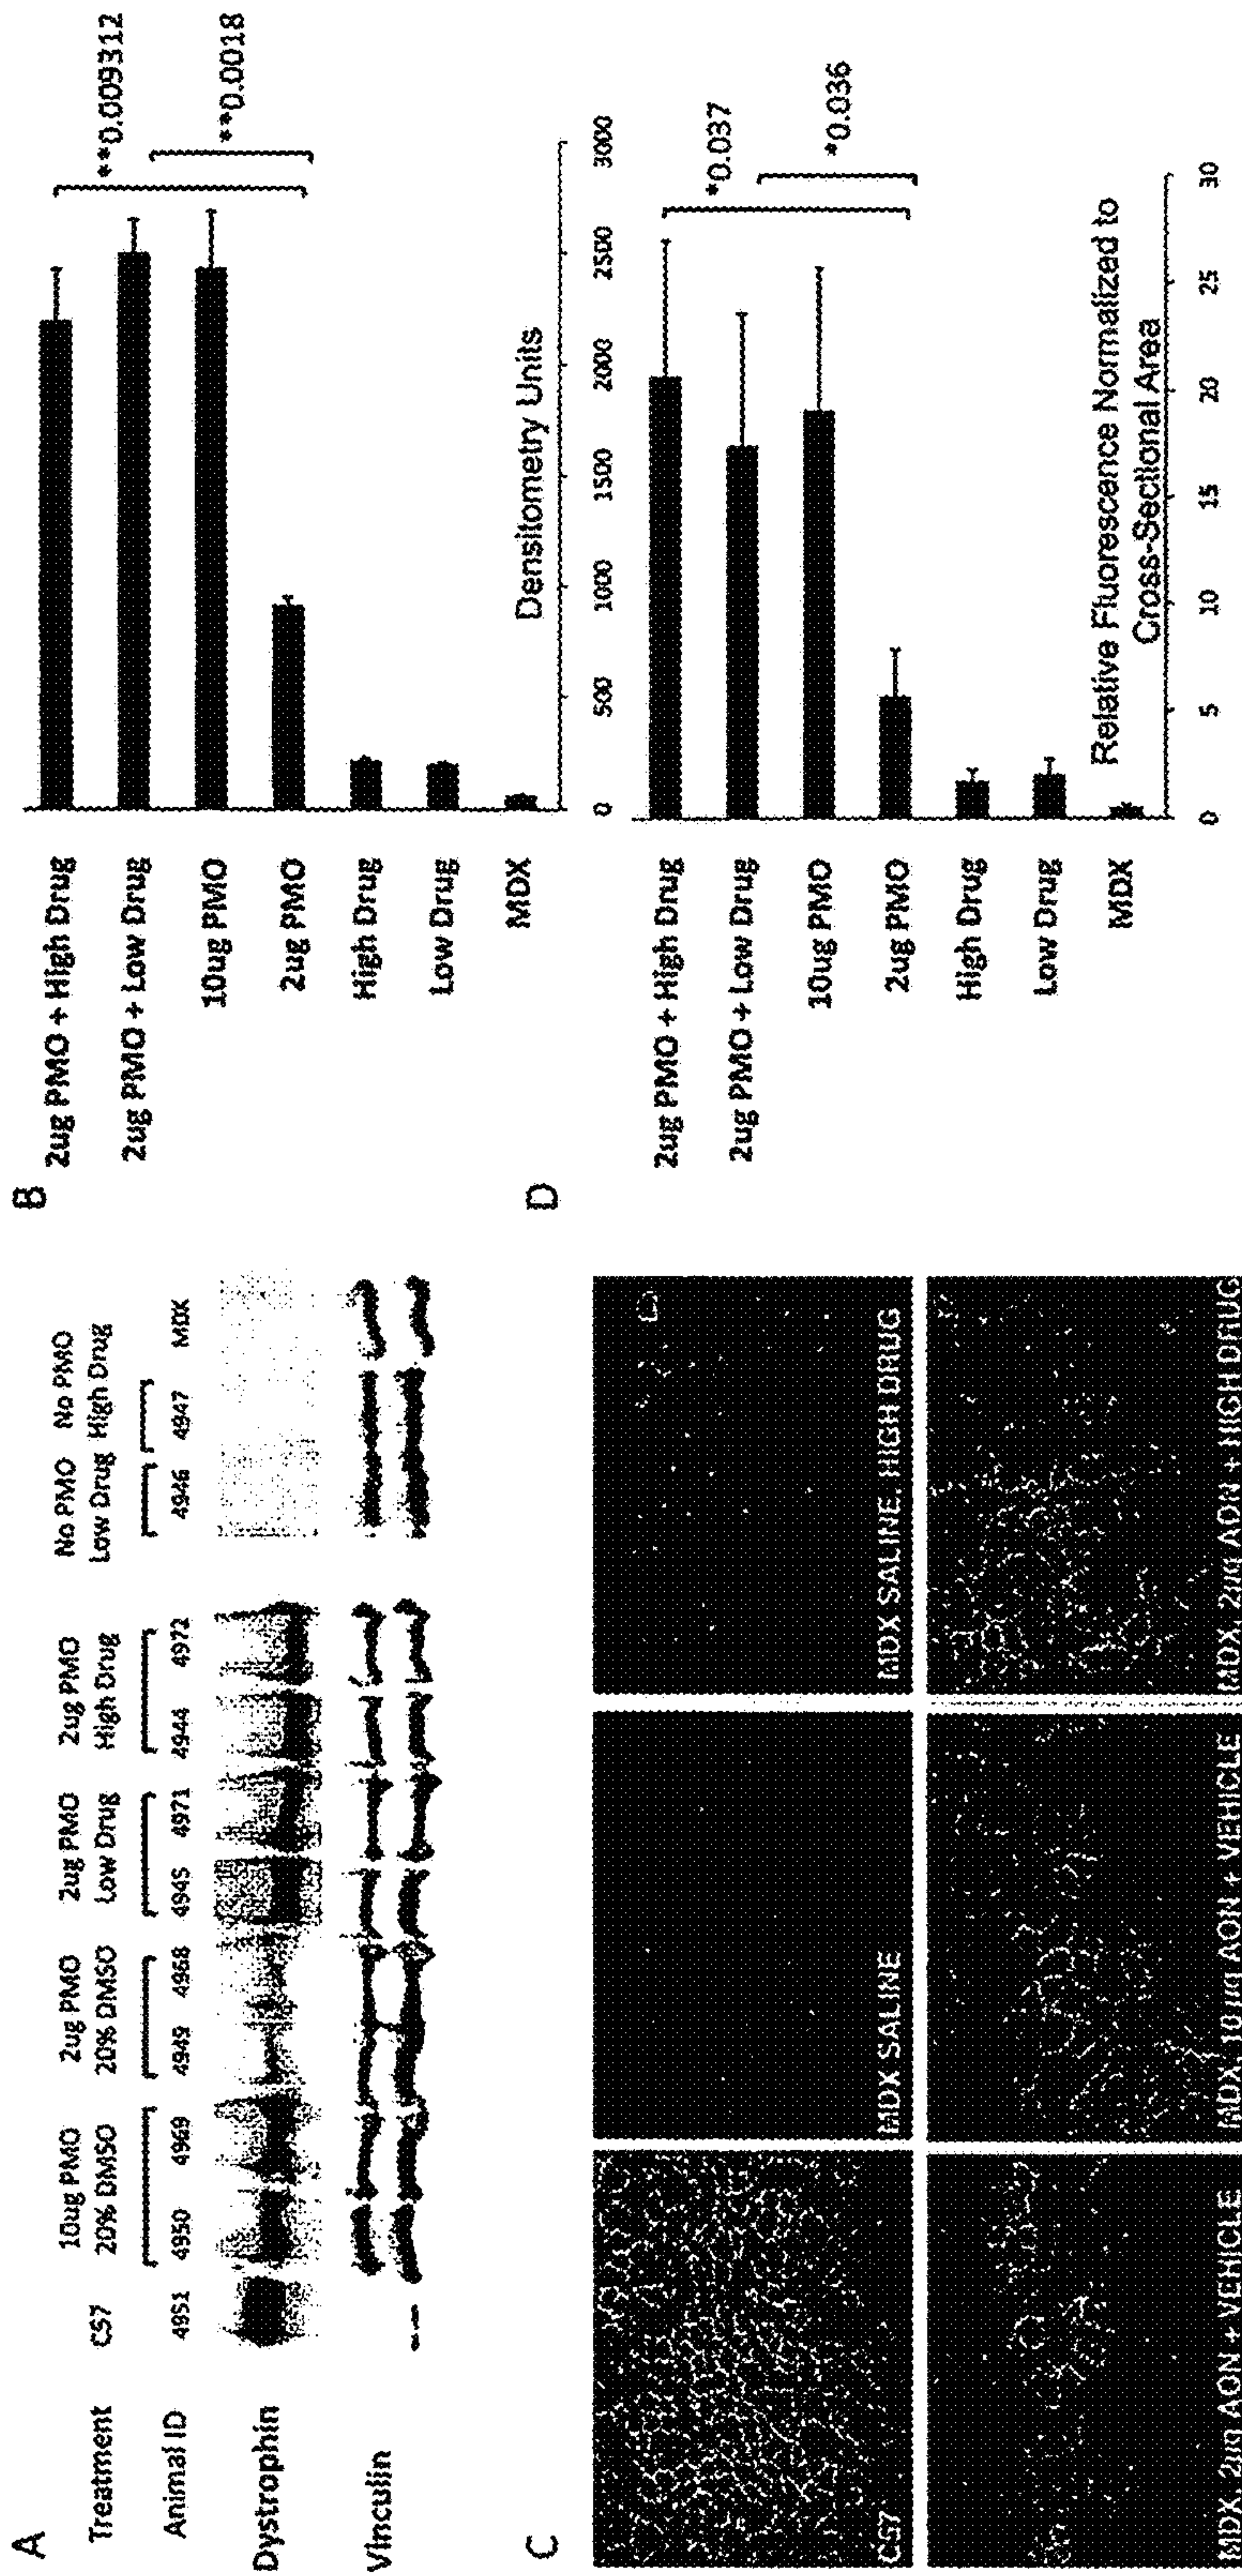 A
Treatment C57 10ug PMO 20% DMSO 2ug PMO 20% DMSO 2ug PMO Low Drug 2ug PMO High Drug No PMO Low Drug No PMO High Drug MDX
Animal ID 4951 4950 4969 4949 4968 4945 4971 4944 4972 4946 4947
Dystrophin
Vinculin
B
2ug PMO + High Drug
2ug PMO + Low Drug
10ug PMO
2ug PMO
High Drug
Low Drug
MDX
**0.009312
**0.0018
Densitometry Units
0 500 1000 1500 2000 2500 3000
C
C57
MDX SALINE
MDX SALINE, HIGH DRUG
MDX, 2ug AON + VEHICLE
MDX, 10ug AON + VEHICLE
MDX, 2ug AON + HIGH DRUG
D
2ug PMO + High Drug
2ug PMO + Low Drug
10ug PMO
2ug PMO
High Drug
Low Drug
MDX
*0.037
*0.036
Relative Fluorescence Normalized to
Cross-Sectional Area
0 5 10 15 20 25 30